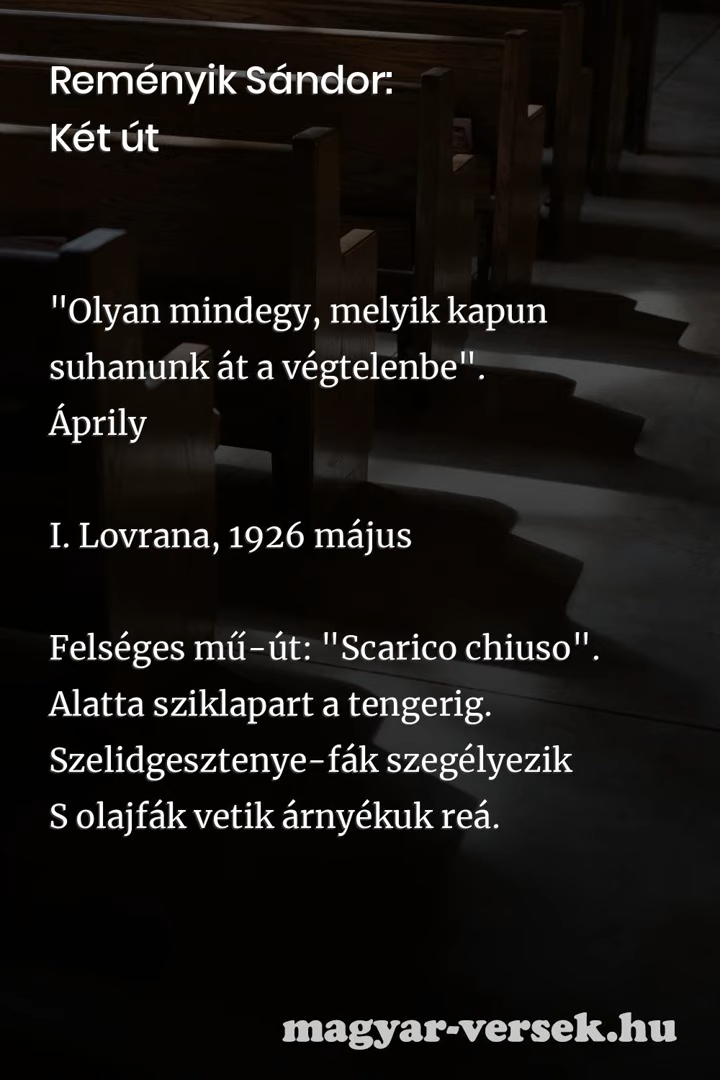 Reményik Sándor:
Két út
"Olyan mindegy, melyik kapun
suhanunk át a végtelenbe".
Áprily
I. Lovrana, 1926 május
Felséges mű-út: "Scarico chiuso".
Alatta sziklapart a tengerig.
Szelidgesztenye-fák szegélyezik
S olajfák vetik árnyékuk reá.
magyar-versek.hu